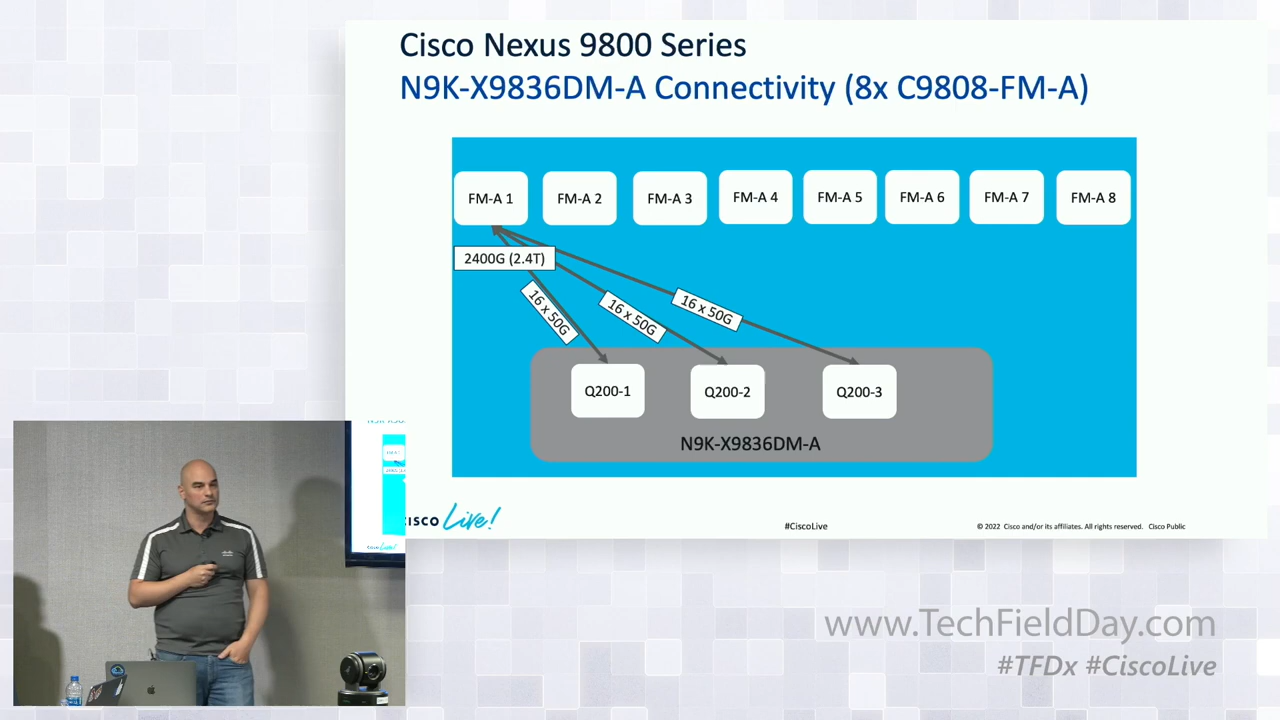 Cisco Nexus 9800 Series
N9K-X9836DM-A Connectivity (8x C9808-FM-A)
FM-A 1
FM-A 2
FM-A 3
FM-A 4
FM-A 5
FM-A 6
FM-A 7
FM-A 8
2400G (2.4T)
16 x 50G
16 x 50G
16 x 50G
Q200-1
Q200-2
Q200-3
N9K-X9836DM-A
CISCO Live!
#CiscoLive
© 2022 Cisco and/or its affiliates. All rights reserved. Cisco Public
www.TechFieldDay.com
#TFDx #CiscoLive